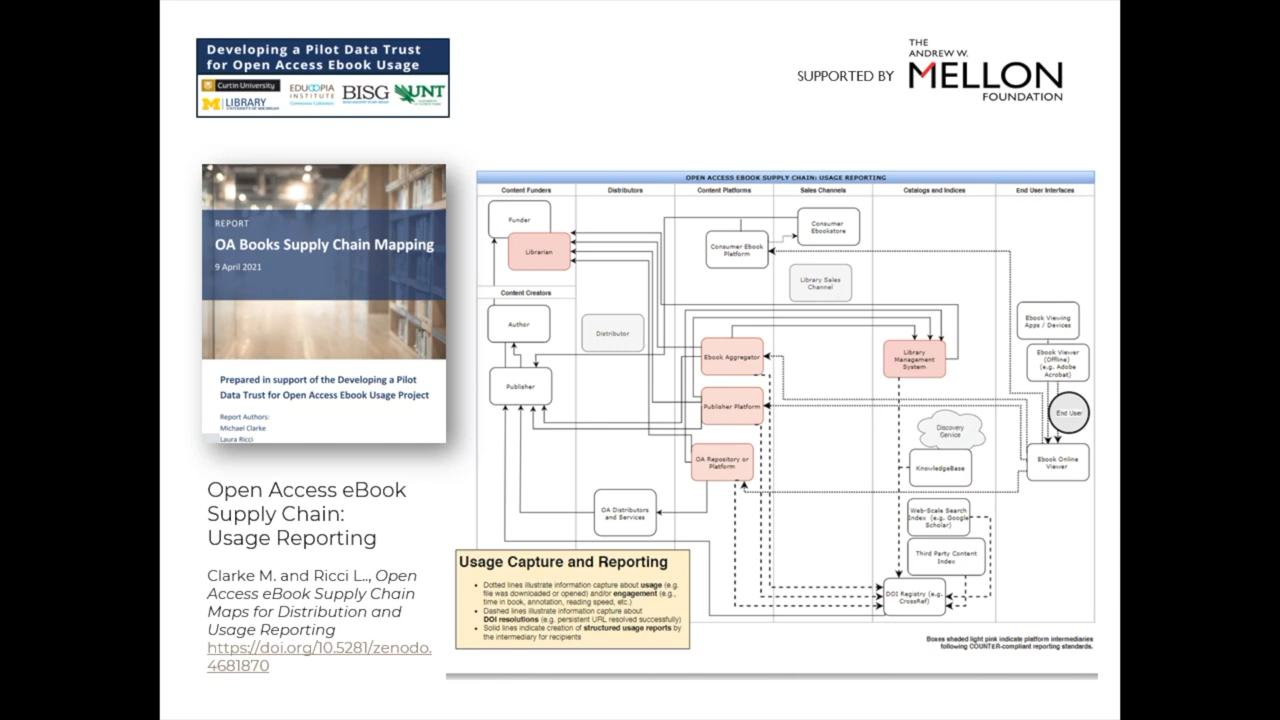 Developing a Pilot Data Trust
for Open Access Ebook Usage
Curtin University
EDUCOPIA
INSTITUTE
BISG
UNT
M LIBRARY
SUPPORTED BY
THE
ANDREW W.
MELLON
FOUNDATION
REPORT
OA Books Supply Chain Mapping
9 April 2021
Prepared in support of the Developing a Pilot
Data Trust for Open Access Ebook Usage Project
Report Authors:
Michael Clarke
Laura Ricci
Open Access eBook
Supply Chain:
Usage Reporting
Clarke M. and Ricci L.., Open
Access eBook Supply Chain
Maps for Distribution and
Usage Reporting
https://doi.org/10.5281/zenodo.
4681870
OPEN ACCESS EBOOK SUPPLY CHAIN: USAGE REPORTING
Content Funders
Distributors
Content Platforms
Sales Channels
Catalogs and Indices
End User Interfaces
Funder
Librarian
Content Creators
Author
Publisher
Distributor
OA Distributors
and Services
Consumer Ebook
Platform
Ebook Aggregator
Publisher Platform
OA Repository or
Platform
Consumer
Ebookstore
Library Sales
Channel
Library
Management
System
Discovery
Service
KnowledgeBase
Web-Scale Search
Index (e.g. Google
Scholar)
Third Party Content
Index
DOI Registry (e.g.
CrossRef)
Ebook Viewing
Apps / Devices
Ebook Viewer
(Offline)
(e.g. Adobe
Acrobat)
End User
Ebook Online
Viewer
Usage Capture and Reporting
• Dotted lines illustrate information capture about usage (e.g.
file was downloaded or opened) and/or engagement (e.g.,
time in book, annotation, reading speed, etc.)
• Dashed lines illustrate information capture about
DOI resolutions (e.g. persistent URL resolved successfully)
• Solid lines indicate creation of structured usage reports by
the intermediary for recipients
Boxes shaded light pink indicate platform intermediaries
following COUNTER-compliant reporting standards.